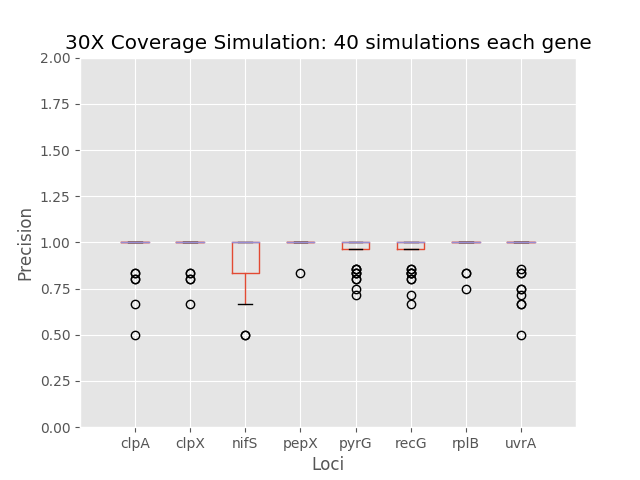 30X Coverage Simulation: 40 simulations each gene
2.00
1.75
1.50
1.25
1.00
0.75
0.50
0.25
0.00
Precision
clpA clpX nifS pepX pyrG recG rplB uvrA
Loci